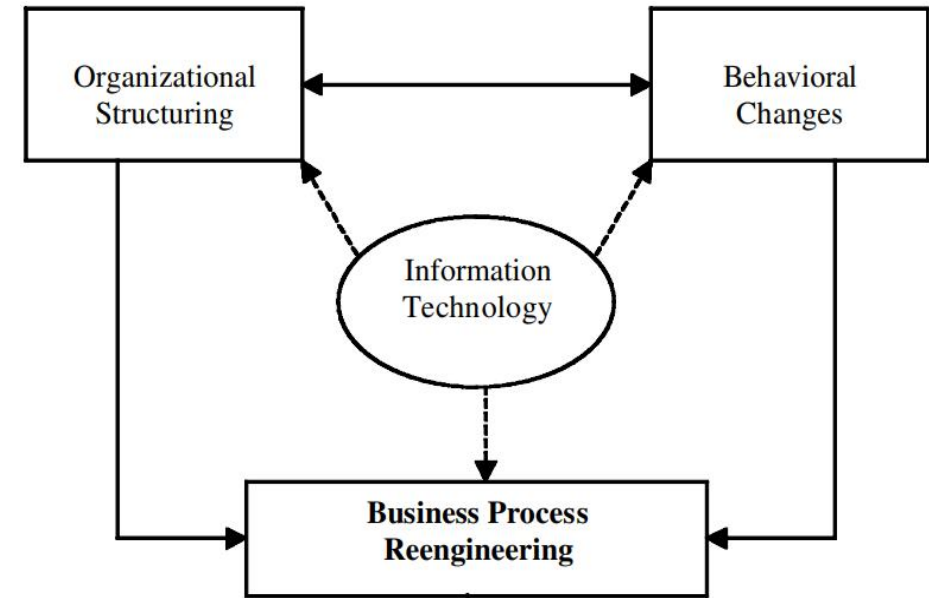 Organizational
Structuring
Behavioral
Changes
Information
Technology
Business Process
Reengineering